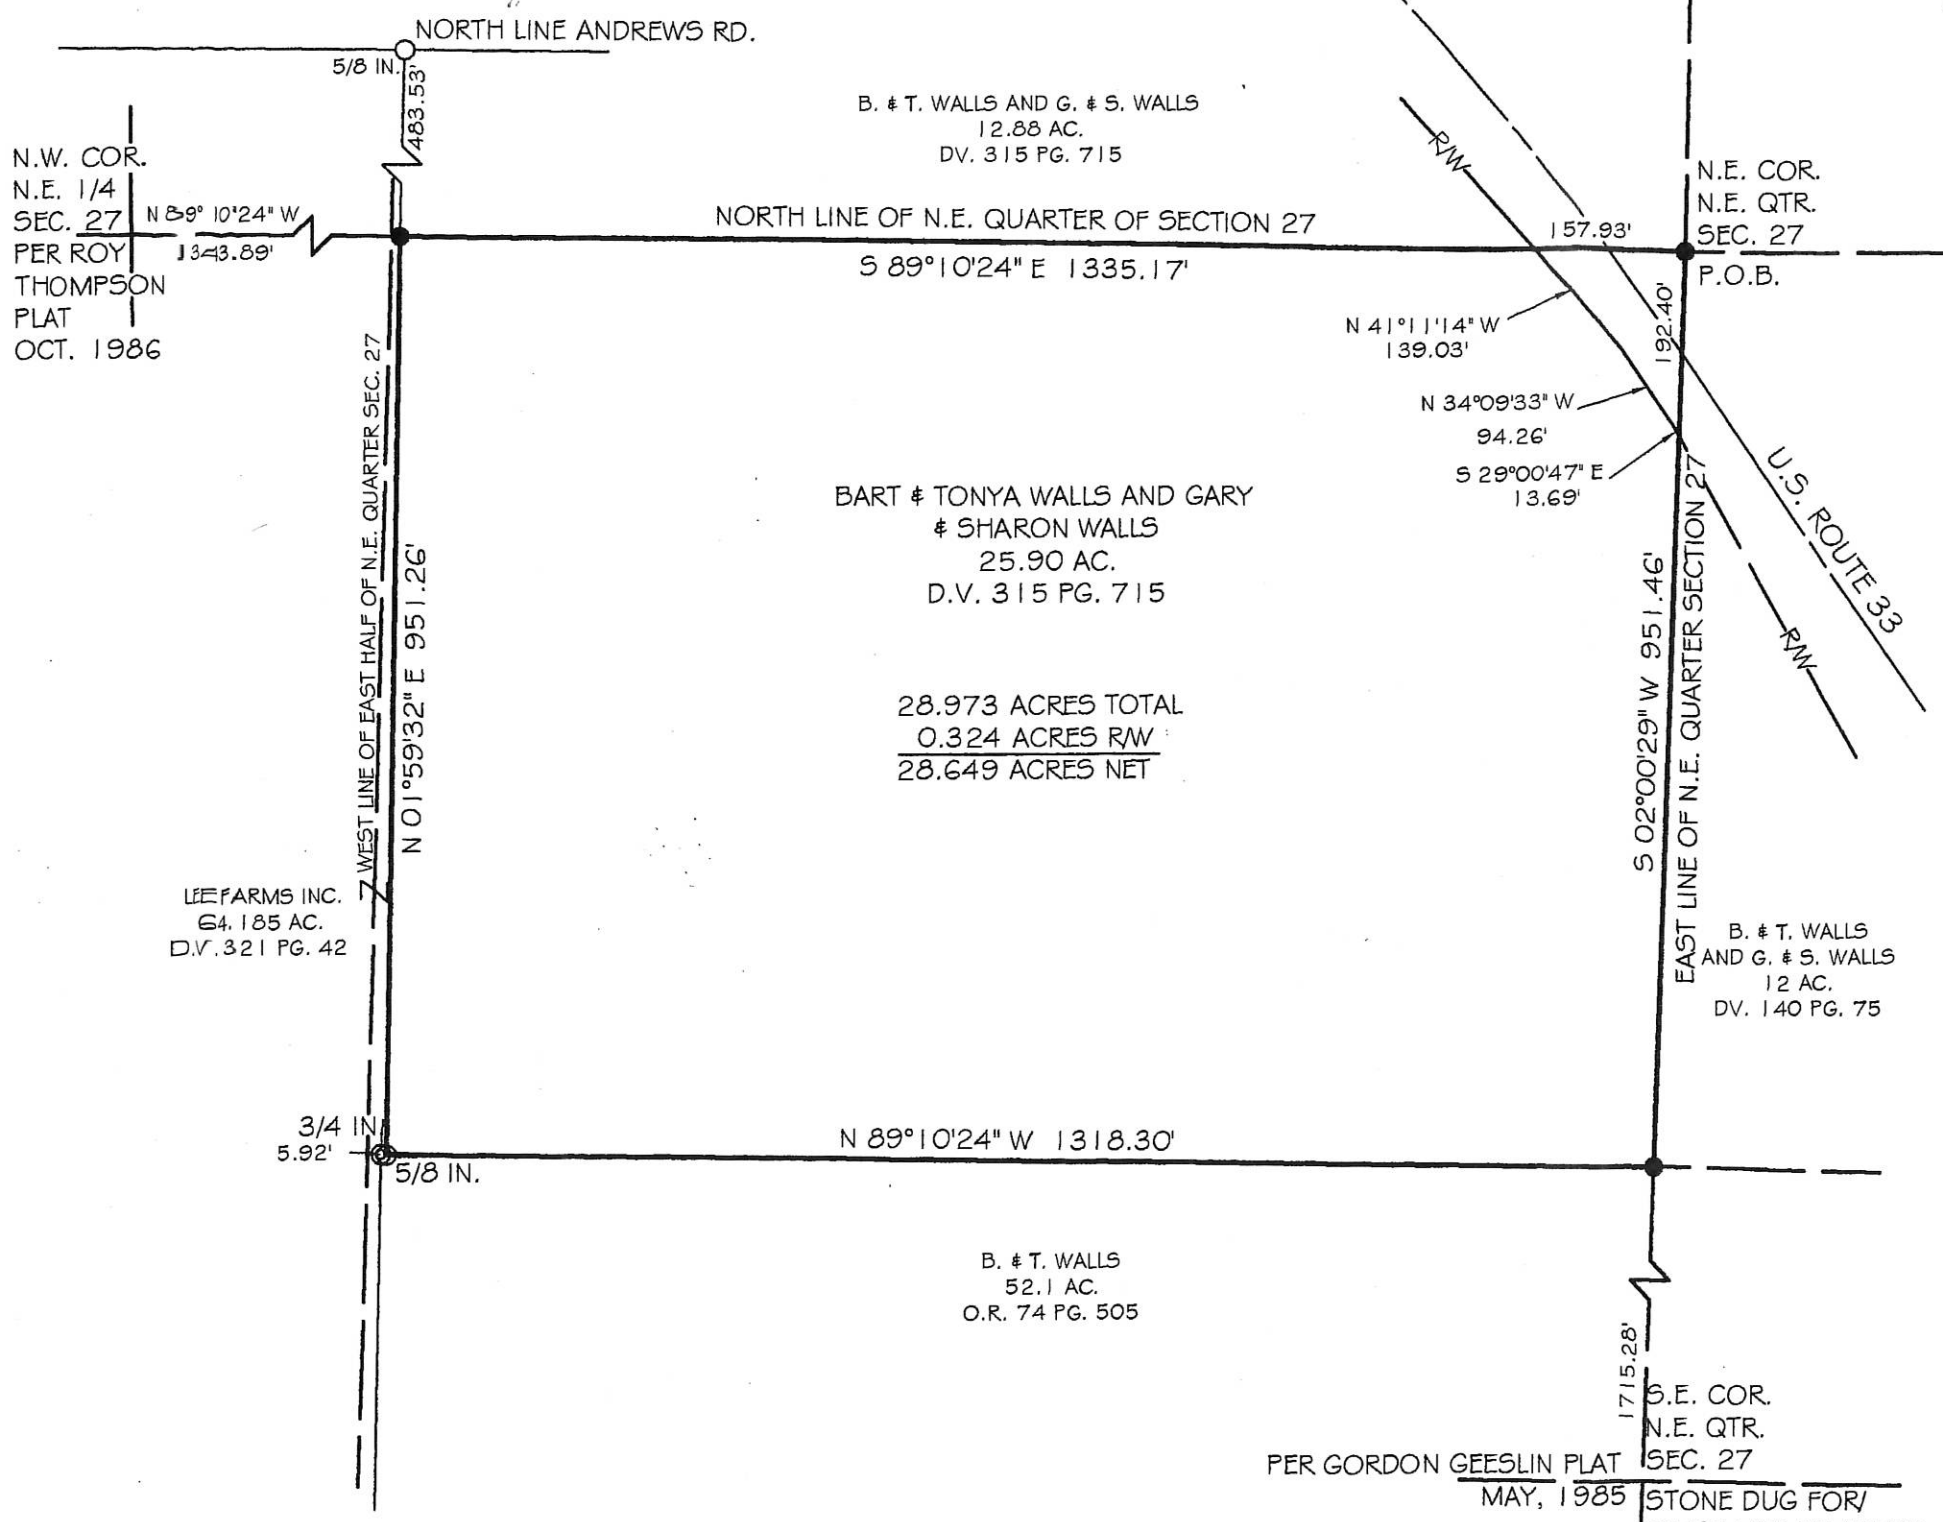 NORTH LINE ANDREWS RD.
5/8 IN.
483.53'
B. & T. WALLS AND G. & S. WALLS
12.88 AC.
DV. 315 PG. 715
R/W
N.W. COR.
N.E. 1/4
SEC. 27
PER ROY
THOMPSON
PLAT
OCT. 1986
N 89° 10'24" W
1343.89'
NORTH LINE OF N.E. QUARTER OF SECTION 27
S 89°10'24" E 1335.17'
157.93'
N.E. COR.
N.E. QTR.
SEC. 27
P.O.B.
192.40'
N 41°11'14" W
139.03'
N 34°09'33" W
94.26'
S 29°00'47" E
13.69'
U.S. ROUTE 33
R/W
WEST LINE OF EAST HALF OF N.E. QUARTER SEC. 27
N 01°59'32" E 951.26'
BART & TONYA WALLS AND GARY
& SHARON WALLS
25.90 AC.
D.V. 315 PG. 715
28.973 ACRES TOTAL
0.324 ACRES R/W
28.649 ACRES NET
S 02°00'29" W 951.46'
EAST LINE OF N.E. QUARTER SECTION 27
LEE FARMS INC.
64.185 AC.
D.V. 321 PG. 42
B. & T. WALLS
AND G. & S. WALLS
12 AC.
DV. 140 PG. 75
3/4 IN
5.92'
5/8 IN.
N 89°10'24" W 1318.30'
B. & T. WALLS
52.1 AC.
O.R. 74 PG. 505
1715.28'
S.E. COR.
N.E. QTR.
SEC. 27
PER GORDON GEESLIN PLAT
MAY, 1985
STONE DUG FOR/